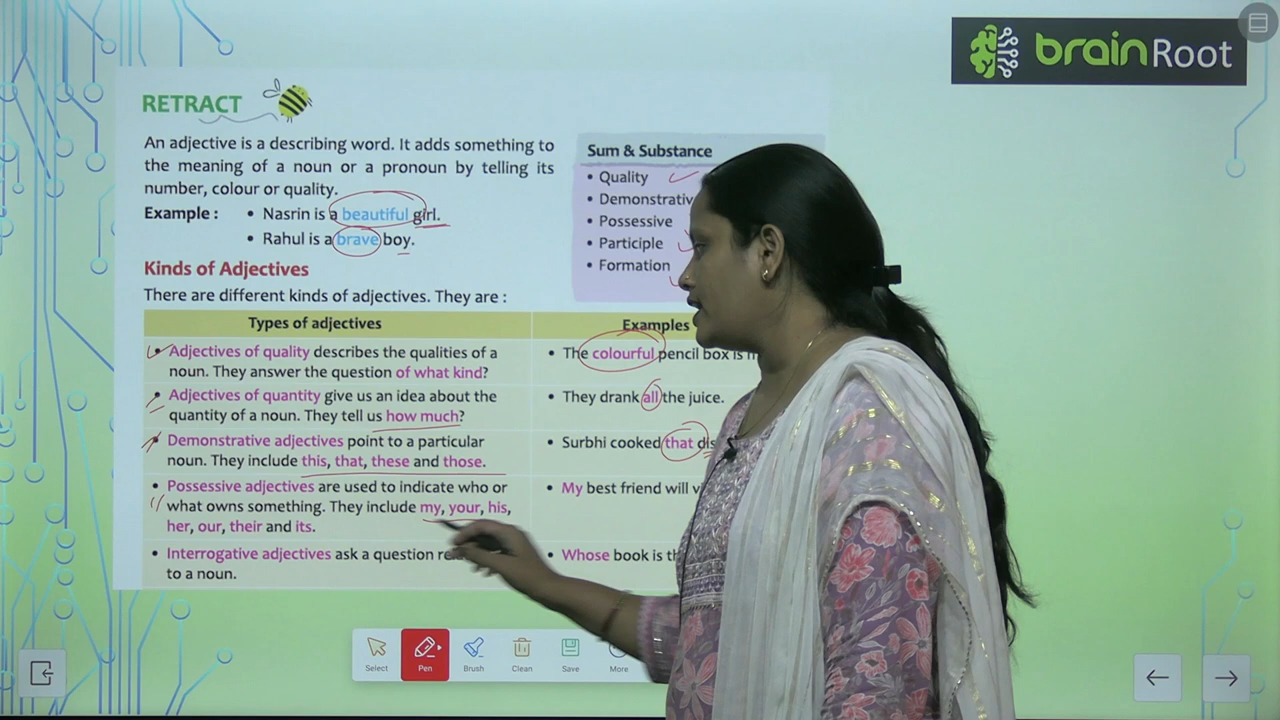 brainRoot
RETRACT
An adjective is a describing word. It adds something to
the meaning of a noun or a pronoun by telling its
number, colour or quality.
Example : • Nasrin is a beautiful girl.
• Rahul is a brave boy.
Sum & Substance
• Quality
• Demonstrativ
• Possessive
• Participle
• Formation
Kinds of Adjectives
There are different kinds of adjectives. They are :
Types of adjectives
Examples
• Adjectives of quality describes the qualities of a
noun. They answer the question of what kind?
• The colourful pencil box is
• Adjectives of quantity give us an idea about the
quantity of a noun. They tell us how much?
• They drank all the juice.
• Demonstrative adjectives point to a particular
noun. They include this, that, these and those.
• Surbhi cooked that dis
• Possessive adjectives are used to indicate who or
what owns something. They include my, your, his,
her, our, their and its.
• My best friend will
• Interrogative adjectives ask a question
to a noun.
• Whose book is
Select Pen Brush Clean Save More